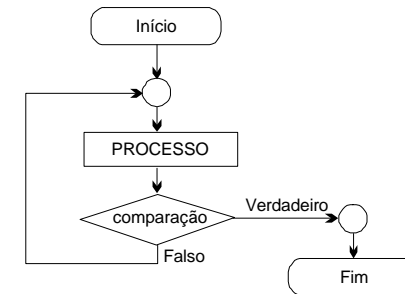 Início
PROCESSO
comparação
Verdadeiro
Falso
Fim